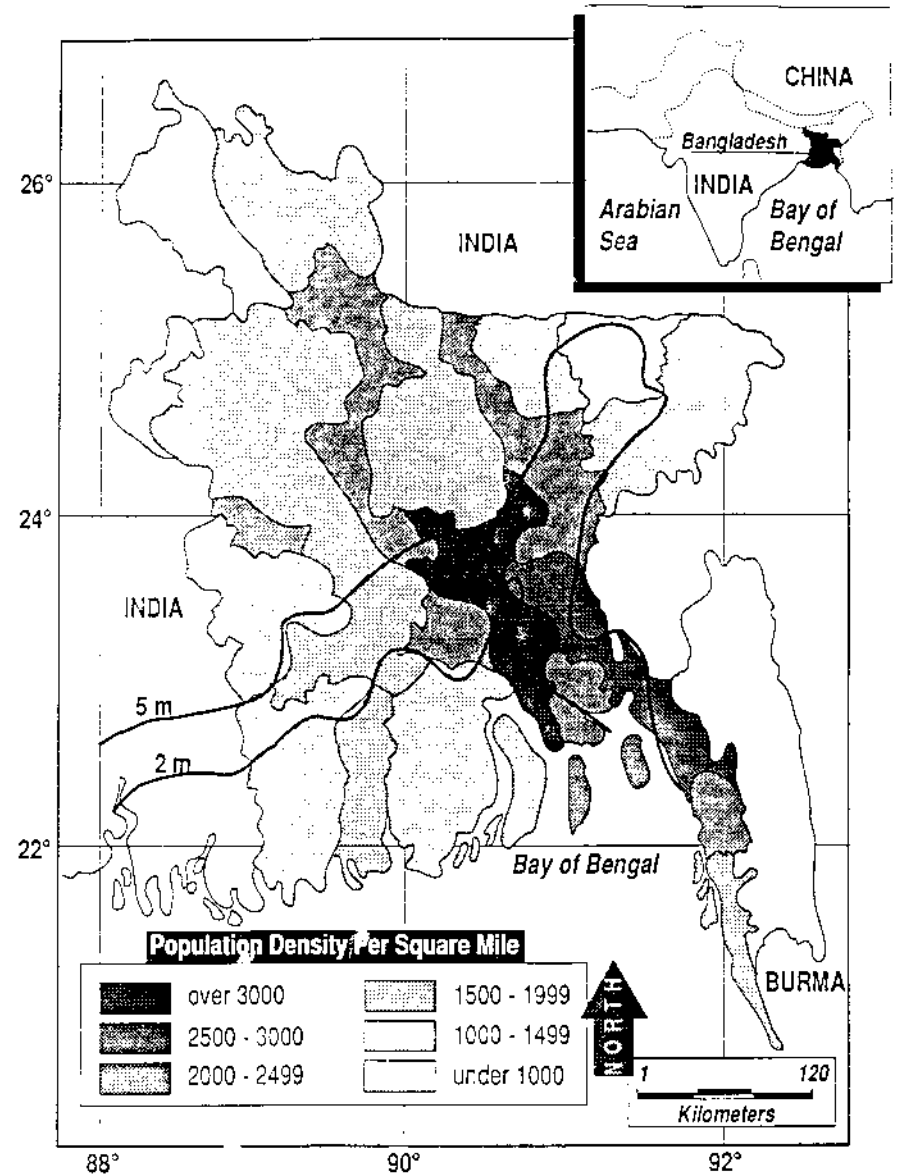 CHINA
Bangladesh
INDIA
Arabian
Sea
Bay of
Bengal
26°
INDIA
24°
INDIA
5 m
2 m
22°
Bay of Bengal
Population Density Per Square Mile
over 3000
2500 - 3000
2000 - 2499
1500 - 1999
1000 - 1499
under 1000
NORTH
BURMA
1 120
Kilometers
88° 90° 92°